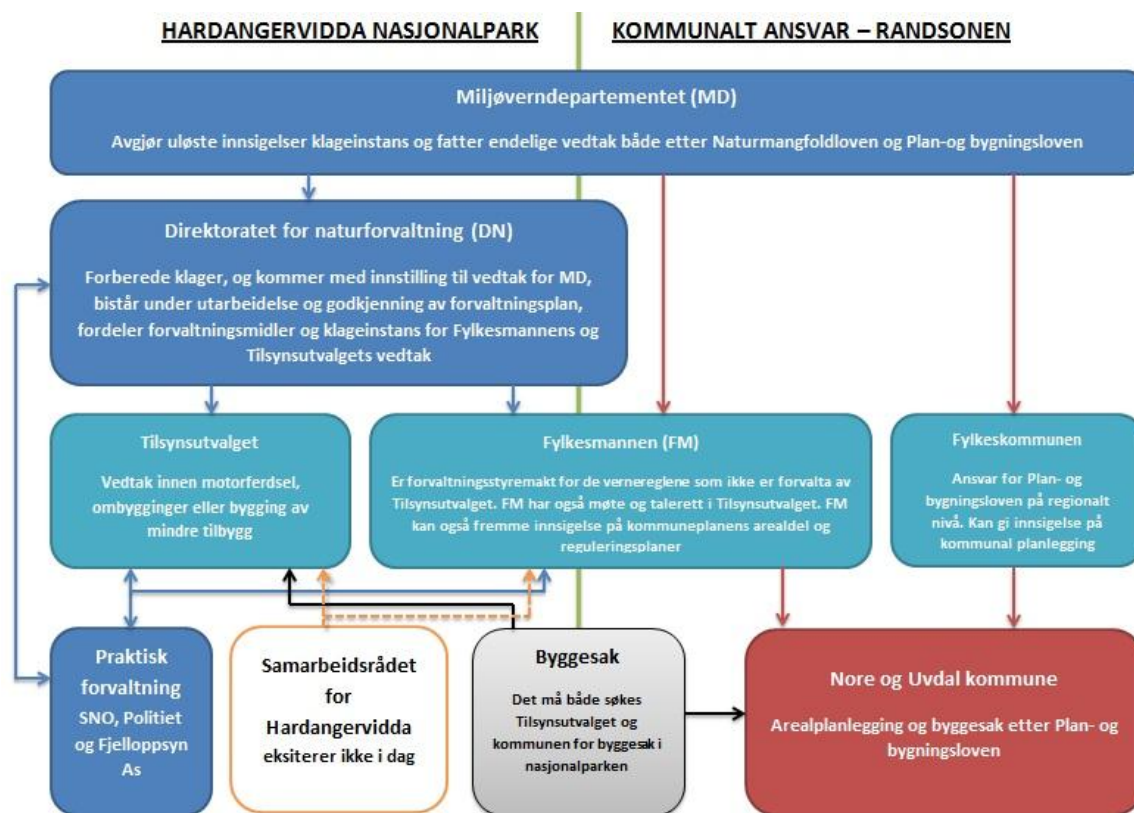 HARDANGERVIDDA NASJONALPARK
KOMMUNALT ANSVAR – RANDSONEN
Miljøverndepartementet (MD)
Avgjør uløste innsigelser klageinstans og fatter endelige vedtak både etter Naturmangfoldloven og Plan-og bygningsloven
Direktoratet for naturforvaltning (DN)
Forberede klager, og kommer med innstilling til vedtak for MD,
bistår under utarbeidelse og godkjenning av forvaltningsplan,
fordeler forvaltningsmidler og klageinstans for Fylkesmannens og
Tilsynsutvalgets vedtak
Tilsynsutvalget
Vedtak innen motorferdsel,
ombygginger eller bygging av
mindre tilbygg
Fylkesmannen (FM)
Er forvaltningsstyremakt for de vernereglene som ikke er forvalta av
Tilsynsutvalget. FM har også møte og talerett i Tilsynsutvalget. FM
kan også fremme innsigelse på kommuneplanens arealdel og
reguleringsplaner
Fylkeskommunen
Ansvar for Plan- og
bygningsloven på regionalt
nivå. Kan gi innsigelse på
kommunal planlegging
Praktisk
forvaltning
SNO, Politiet
og Fjelloppsyn
As
Samarbeidsrådet
for
Hardangervidda
eksiterer ikke i dag
Byggesak
Det må både søkes
Tilsynsutvalget og
kommunen for byggesak i
nasjonalparken
Nore og Uvdal kommune
Arealplanlegging og byggesak etter Plan- og
bygningsloven